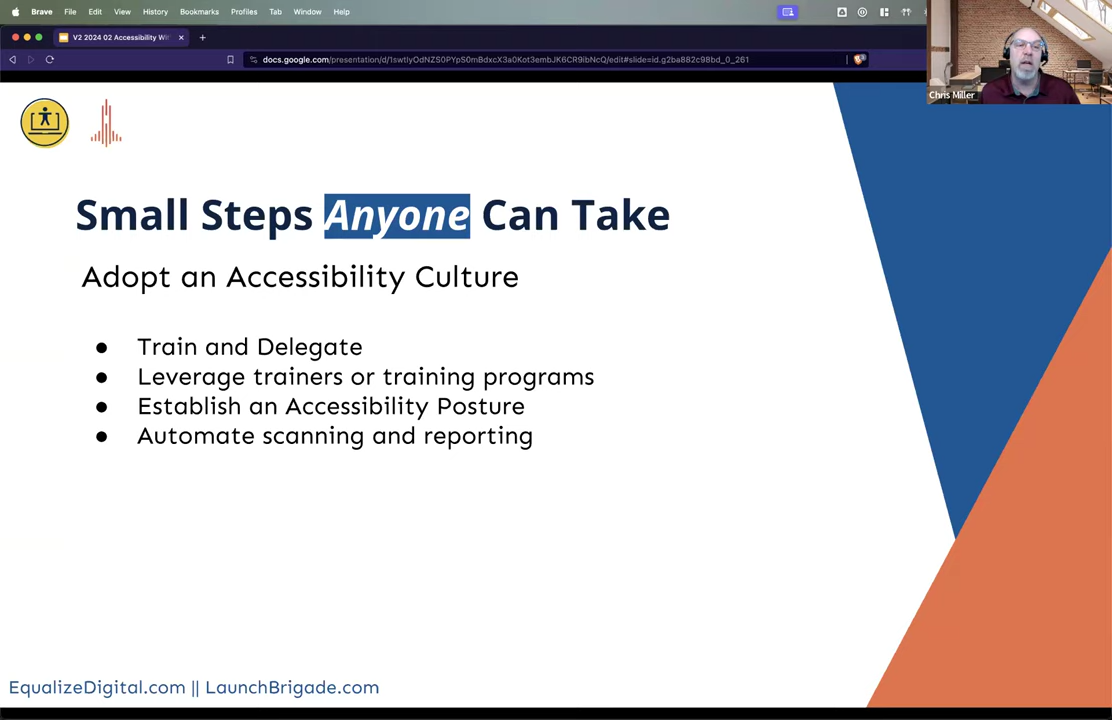 Brave File Edit View History Bookmarks Profiles Tab Window Help
V2 2024 02 Accessibility Wi
docs.google.com/presentation/d/1swtIyOdNZS0PYpS0mBdxcX3a0Kot3embJK6CR9ibNcQ/edit#slide=id.g2ba882c98bd_0_261
Chris Miller
Small Steps Anyone Can Take
Adopt an Accessibility Culture
● Train and Delegate
● Leverage trainers or training programs
● Establish an Accessibility Posture
● Automate scanning and reporting
EqualizeDigital.com || LaunchBrigade.com